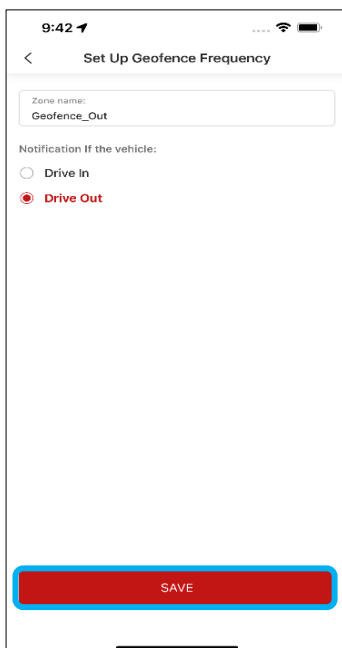 9:42
Set Up Geofence Frequency
Zone name:
Geofence_Out
Notification If the vehicle:
Drive In
Drive Out
SAVE